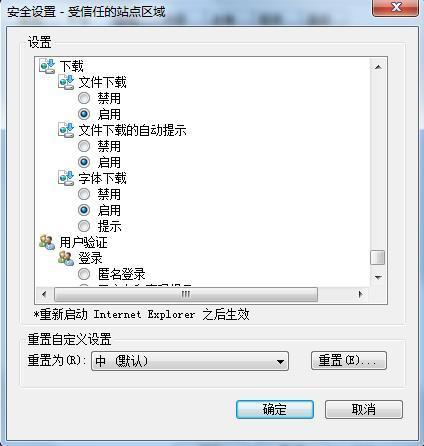 安全设置 - 受信任的站点区域
设置
下载
文件下载
禁用
启用
文件下载的自动提示
禁用
启用
字体下载
禁用
启用
提示
用户验证
登录
匿名登录
*重新启动 Internet Explorer 之后生效
重置自定义设置
重置为(R):
中 (默认)
重置(E)...
确定
取消